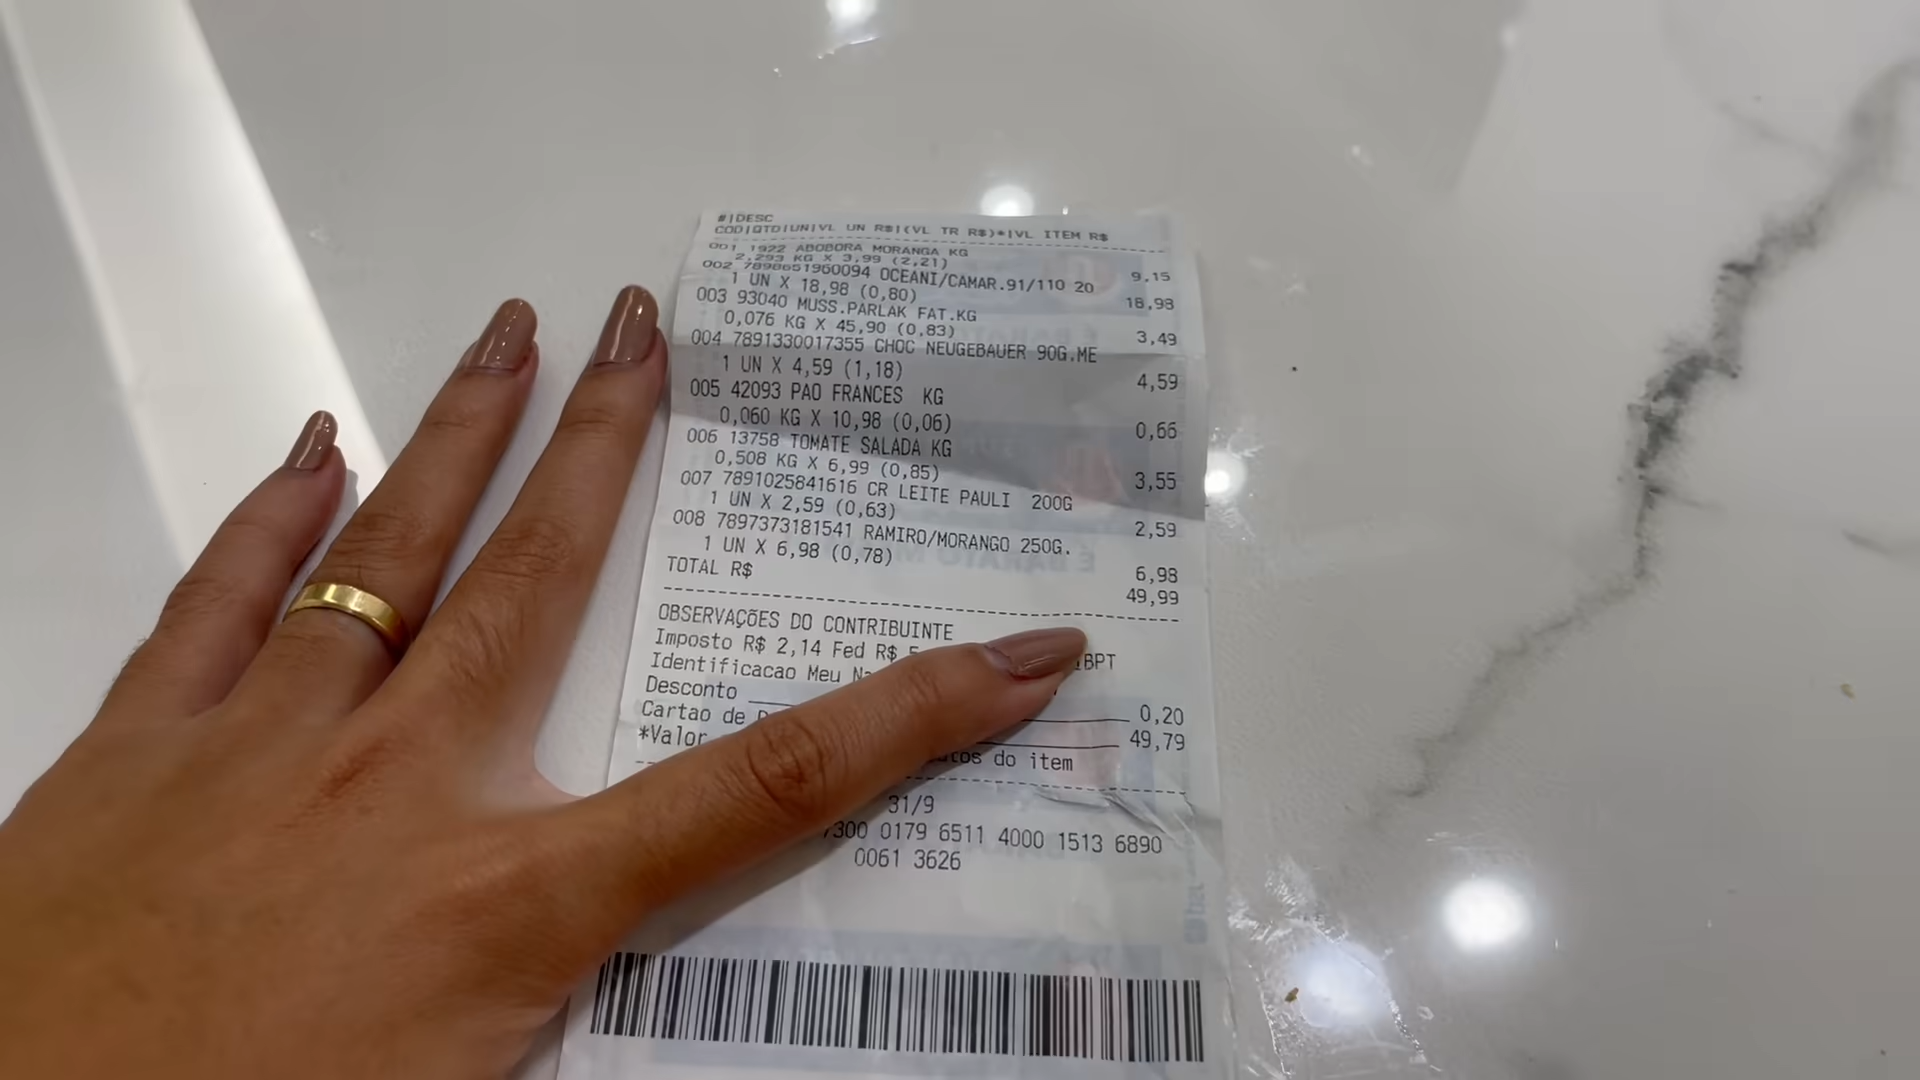 #|DESC
COD|QTD|UN|VL UN R$|(VL TR R$)*|VL ITEM R$
001 1922 ABOBORA MORANGA KG
2,293 KG X 3,99 (2,21) 9,15
002 7898651960094 OCEANI/CAMAR.91/110 20
1 UN X 18,98 (0,80) 18,98
003 93040 MUSS.PARLAK FAT.KG
0,076 KG X 45,90 (0,83) 3,49
004 7891330017355 CHOC NEUGEBAUER 90G.ME
1 UN X 4,59 (1,18) 4,59
005 42093 PAO FRANCES KG
0,060 KG X 10,98 (0,06) 0,66
006 13758 TOMATE SALADA KG
0,508 KG X 6,99 (0,85) 3,55
007 7891025841616 CR LEITE PAULI 200G
1 UN X 2,59 (0,63) 2,59
008 7897373181541 RAMIRO/MORANGO 250G.
1 UN X 6,98 (0,78) 6,98
TOTAL R$ 49,99
OBSERVAÇÕES DO CONTRIBUINTE
Imposto R$ 2,14 Fed R$ BPT
Identificacao Meu
Desconto 0,20
Cartao de 49,79
*Valor do item
31/9
7300 0179 6511 4000 1513 6890
0061 3626